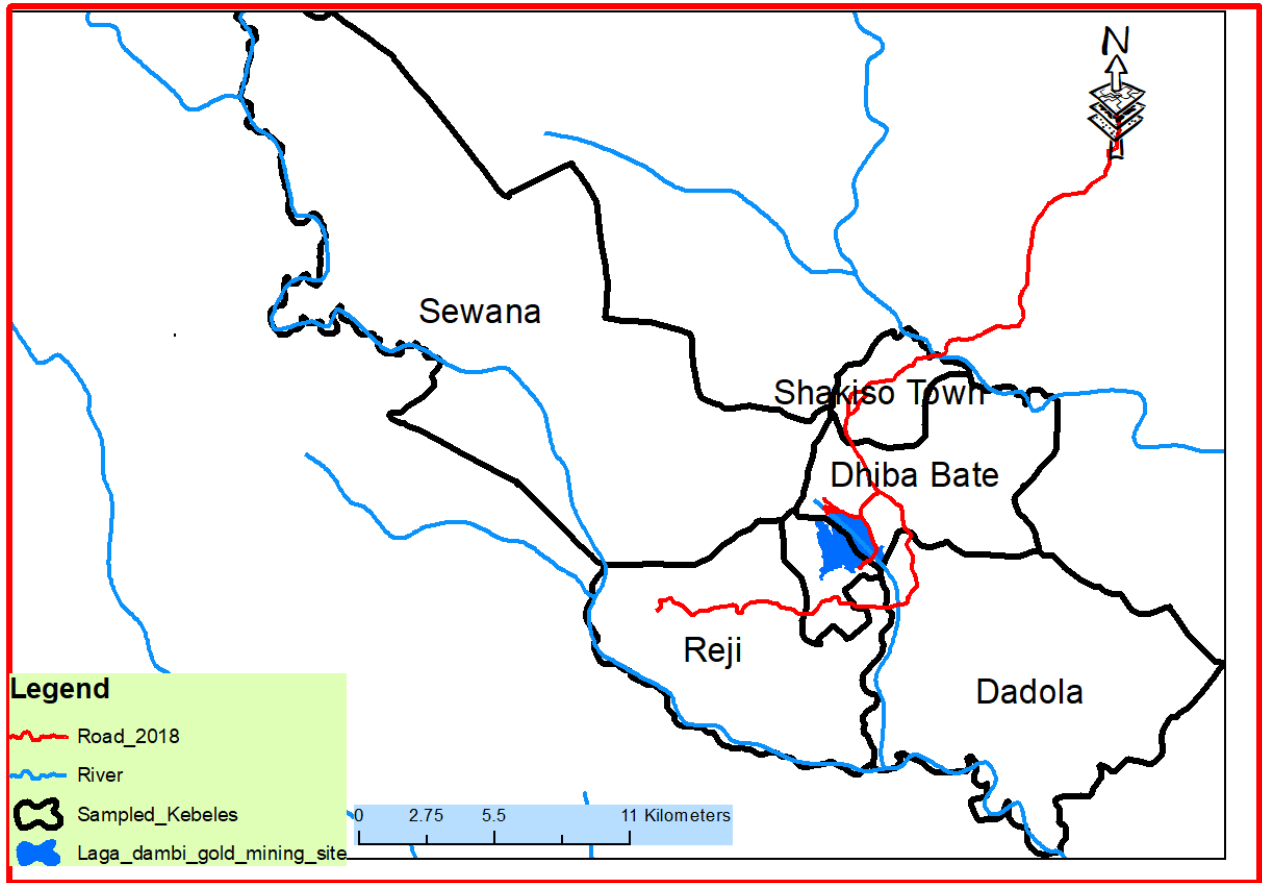 N
Sewana
Shakiso Town
Dhiba Bate
Reji
Dadola
Legend
Road_2018
River
Sampled_Kebeles
Laga_dambi_gold_mining_site
0 2.75 5.5 11 Kilometers